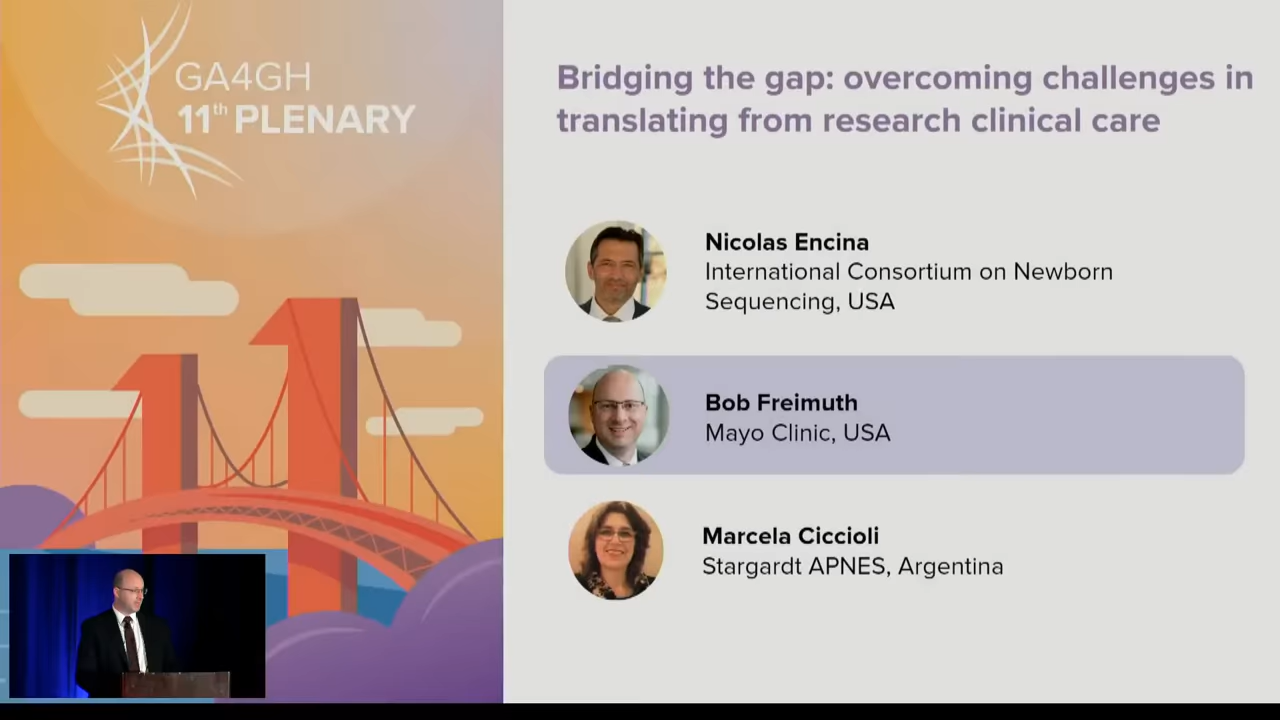 GA4GH
11th PLENARY
Bridging the gap: overcoming challenges in
translating from research clinical care
Nicolas Encina
International Consortium on Newborn
Sequencing, USA
Bob Freimuth
Mayo Clinic, USA
Marcela Ciccioli
Stargardt APNES, Argentina